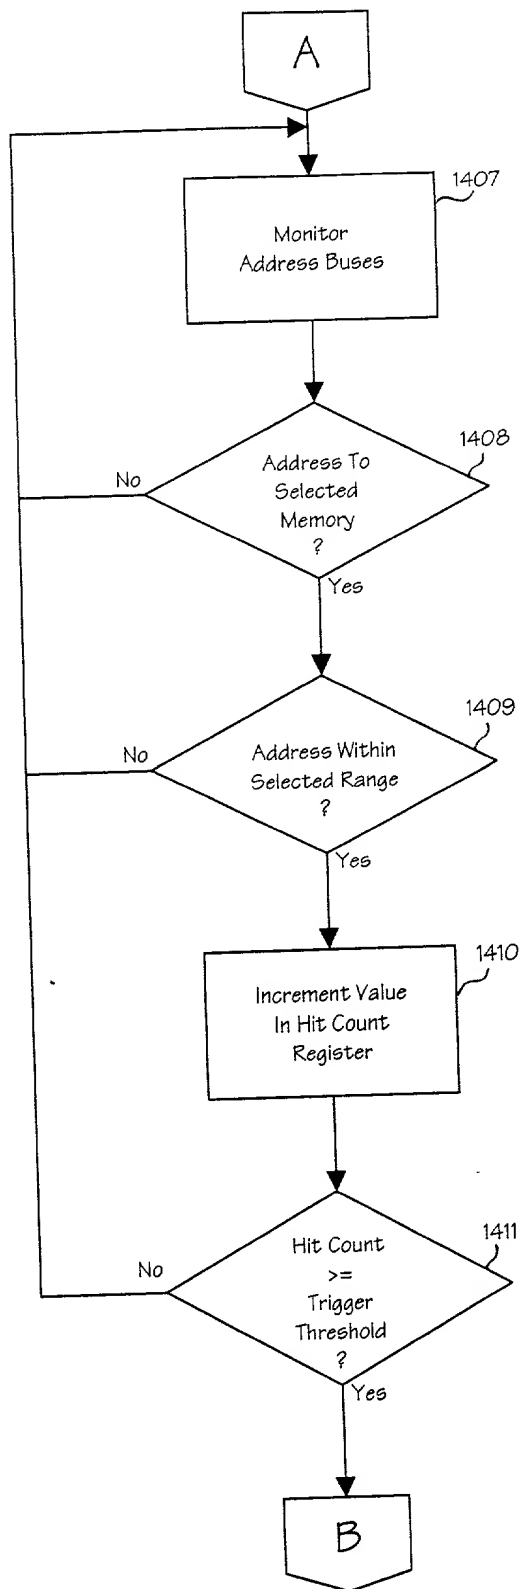 A
1407
Monitor
Address Buses
1408
Address To
Selected
Memory
?
No
Yes
1409
Address Within
Selected Range
?
No
Yes
1410
Increment Value
In Hit Count
Register
1411
Hit Count
>=
Trigger
Threshold
?
No
Yes
B